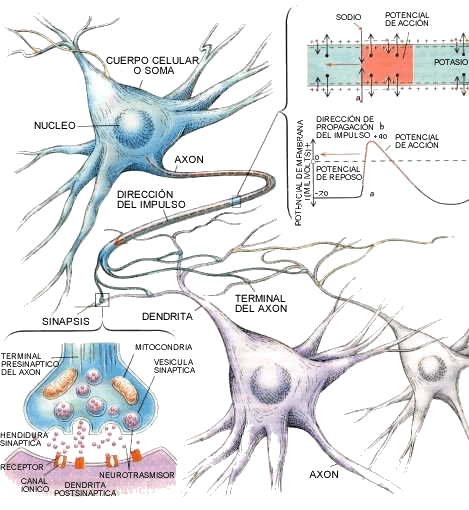 CUERPO CELULAR
O SOMA
NUCLEO
AXON
DIRECCIÓN
DEL IMPULSO
SINAPSIS
DENDRITA
TERMINAL
DEL AXON
AXON
SODIO
POTENCIAL
DE ACCIÓN
POTASIO
a
DIRECCIÓN DE
PROPAGACIÓN
DEL IMPULSO
b
+40
POTENCIAL
DE ACCIÓN
0
POTENCIAL
DE REPOSO
-70
a
POTENCIAL DE MEMBRANA
(MILIVOLTS)
TERMINAL
PRESINAPTICO
DEL AXON
MITOCONDRIA
VESICULA
SINAPTICA
HENDIDURA
SINAPTICA
RECEPTOR
CANAL
IONICO
DENDRITA
POSTSINAPTICA
NEUROTRASMISOR